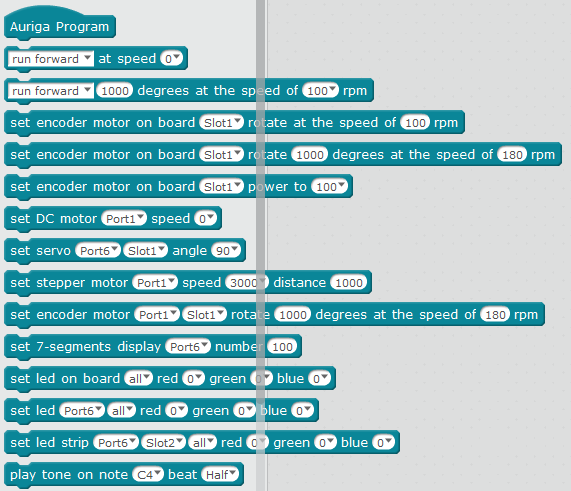 Auriga Program
run forward at speed 0
run forward 1000 degrees at the speed of 100 rpm
set encoder motor on board Slot1 rotate at the speed of 100 rpm
set encoder motor on board Slot1 rotate 1000 degrees at the speed of 180 rpm
set encoder motor on board Slot1 power to 100
set DC motor Port1 speed 0
set servo Port6 Slot1 angle 90
set stepper motor Port1 speed 3000 distance 1000
set encoder motor Port1 Slot1 rotate 1000 degrees at the speed of 180 rpm
set 7-segments display Port6 number 100
set led on board all red 0 green 0 blue 0
set led Port6 all red 0 green 0 blue 0
set led strip Port6 Slot2 all red 0 green 0 blue 0
play tone on note C4 beat Half